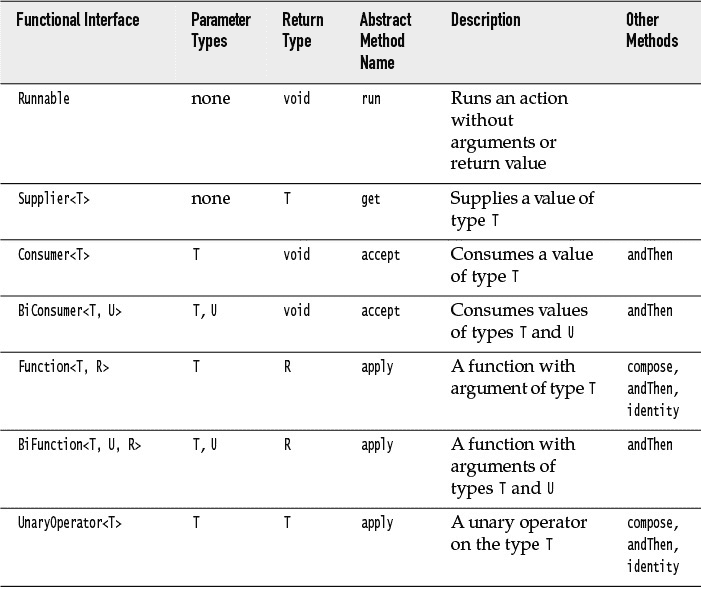 Functional Interface Parameter Types Return Type Abstract Method Name Description Other Methods
Runnable none void run Runs an action without arguments or return value
Supplier<T> none T get Supplies a value of type T
Consumer<T> T void accept Consumes a value of type T andThen
BiConsumer<T, U> T, U void accept Consumes values of types T and U andThen
Function<T, R> T R apply A function with argument of type T compose, andThen, identity
BiFunction<T, U, R> T, U R apply A function with arguments of types T and U andThen
UnaryOperator<T> T T apply A unary operator on the type T compose, andThen, identity